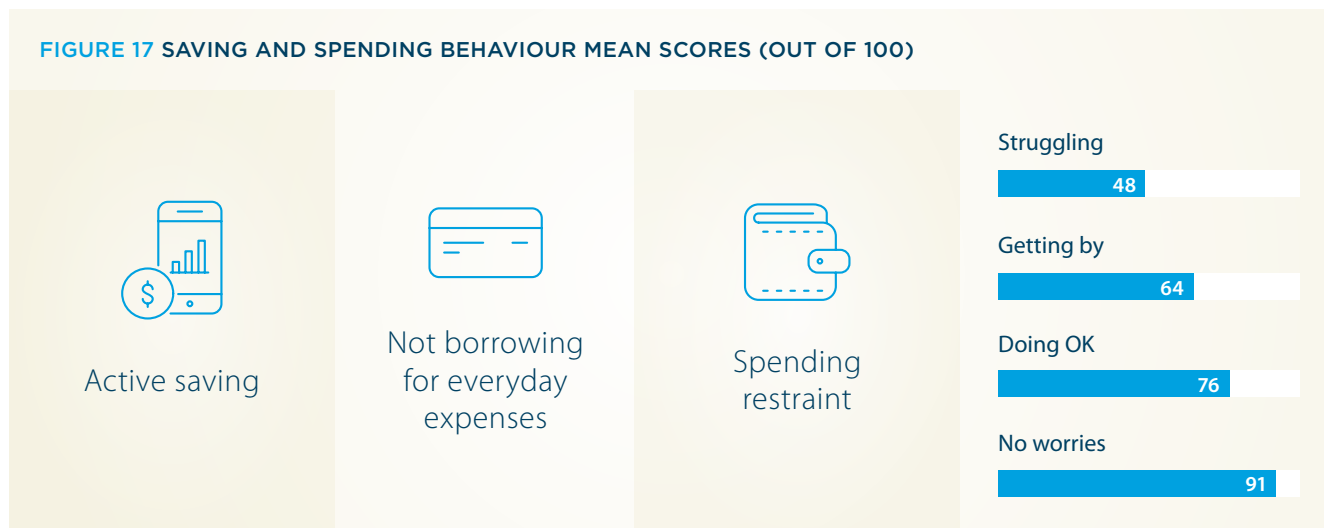 FIGURE 17 SAVING AND SPENDING BEHAVIOUR MEAN SCORES (OUT OF 100)
$
Active saving
Not borrowing
for everyday
expenses
Spending
restraint
Struggling
48
Getting by
64
Doing OK
76
No worries
91